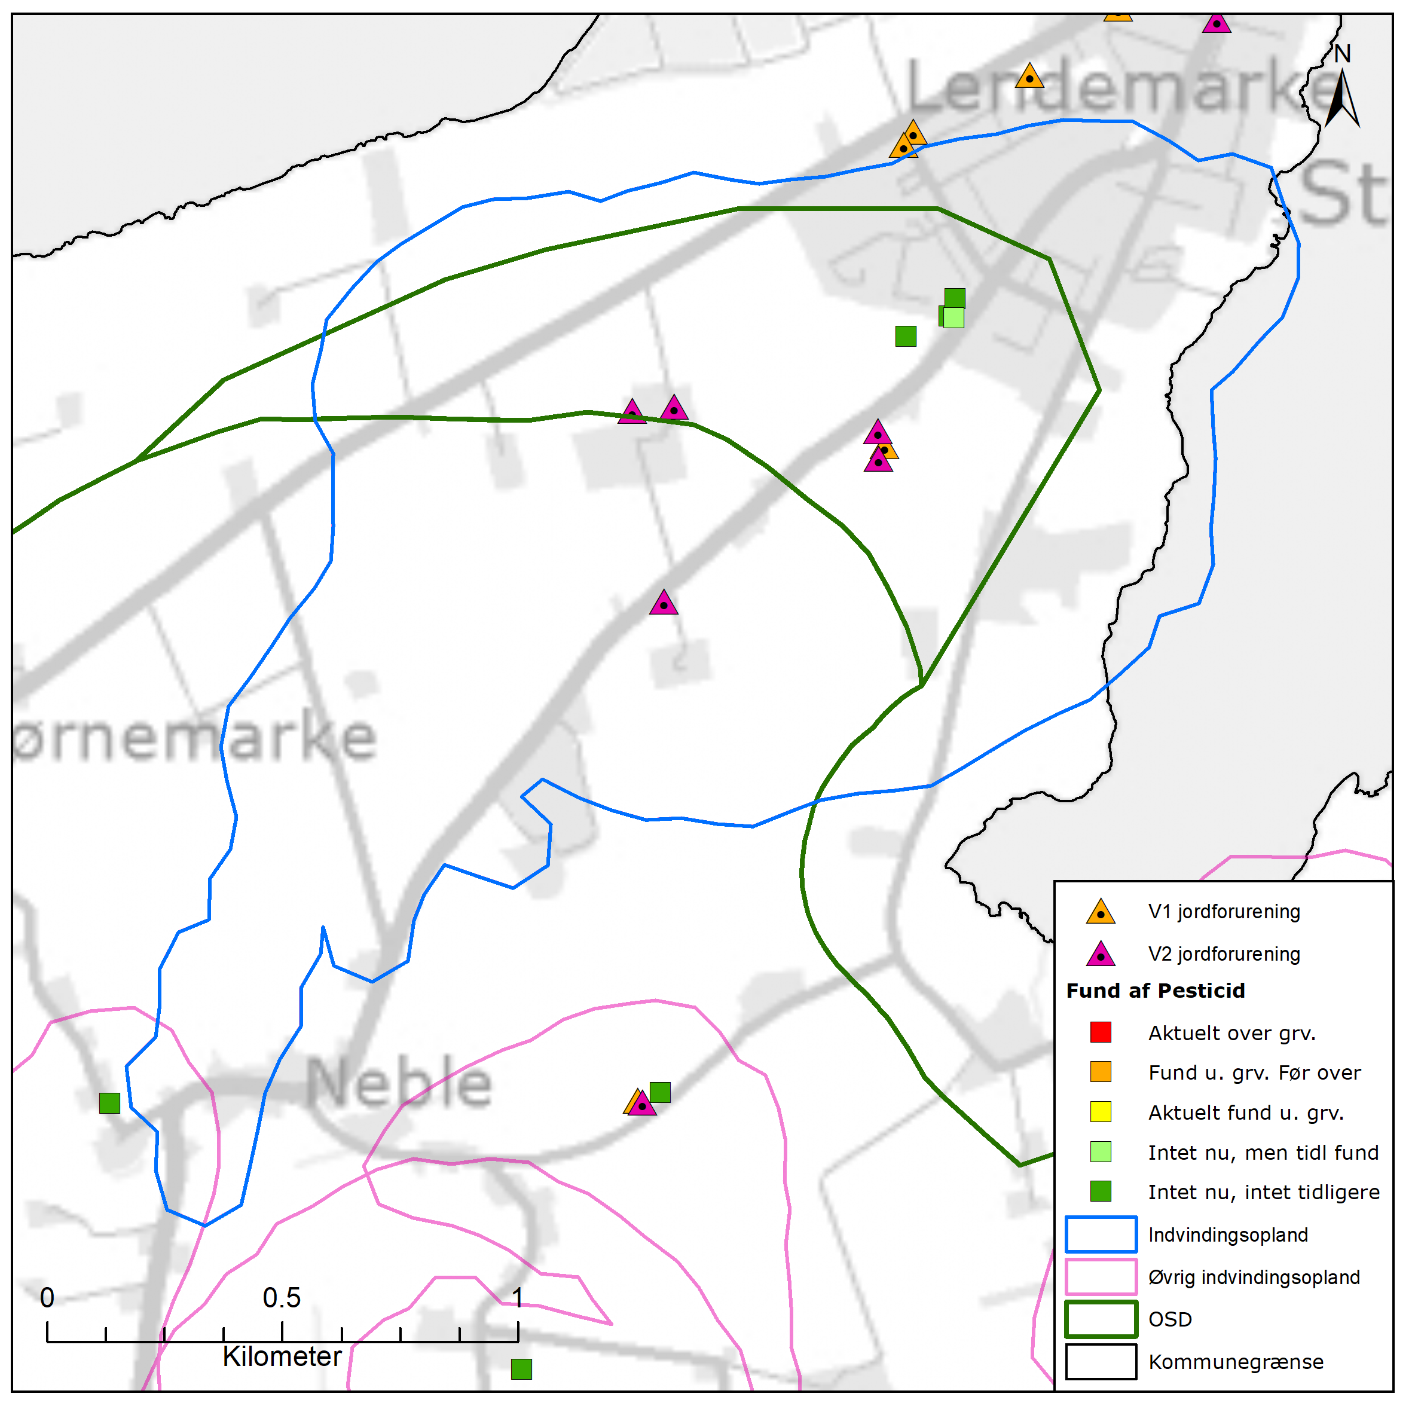 N
Lendemarke
St
ørnemarke
Neble
0 0.5 1
Kilometer
V1 jordforurening
V2 jordforurening
Fund af Pesticid
Aktuelt over grv.
Fund u. grv. Før over
Aktuelt fund u. grv.
Intet nu, men tidl fund
Intet nu, intet tidligere
Indvindingsopland
Øvrig indvindingsopland
OSD
Kommunegrænse